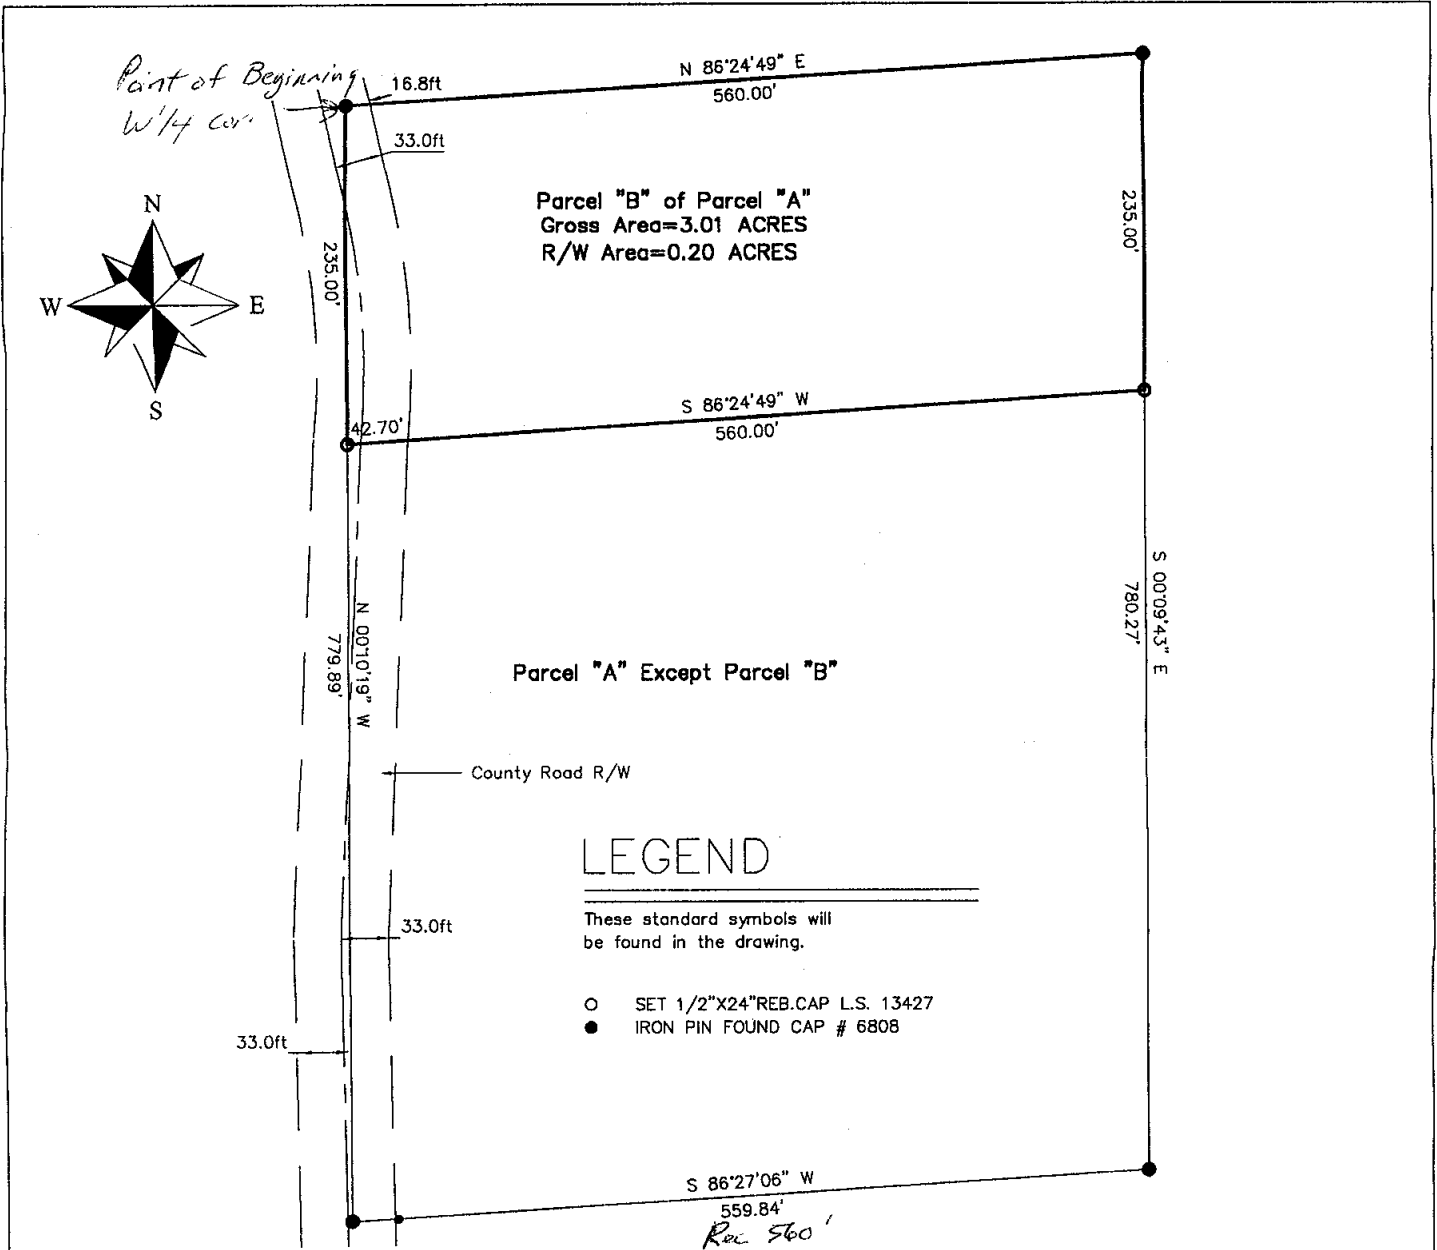 Point of Beginning
W 1/4 cor.
16.8ft
N 86°24'49" E
560.00'
33.0ft
Parcel "B" of Parcel "A"
Gross Area=3.01 ACRES
R/W Area=0.20 ACRES
235.00'
235.00'
N
W
E
S
S 86°24'49" W
560.00'
42.70'
N 00°10'19" W
779.89'
S 00°09'43" E
780.27'
Parcel "A" Except Parcel "B"
County Road R/W
LEGEND
These standard symbols will
be found in the drawing.
SET 1/2"X24"REB.CAP L.S. 13427
IRON PIN FOUND CAP # 6808
33.0ft
33.0ft
S 86°27'06" W
559.84'
Rec 560'